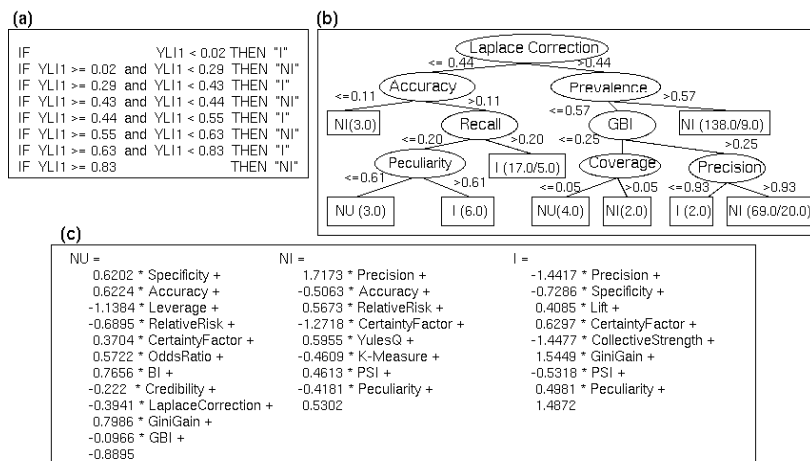 (a)
IF YLI1 < 0.02 THEN "I"
IF YLI1 >= 0.02 and YLI1 < 0.29 THEN "NI"
IF YLI1 >= 0.29 and YLI1 < 0.43 THEN "I"
IF YLI1 >= 0.43 and YLI1 < 0.44 THEN "NI"
IF YLI1 >= 0.44 and YLI1 < 0.55 THEN "I"
IF YLI1 >= 0.55 and YLI1 < 0.63 THEN "NI"
IF YLI1 >= 0.63 and YLI1 < 0.83 THEN "I"
IF YLI1 >= 0.83 THEN "NI"
(b)
Laplace Correction
<= 0.44 >0.44
Accuracy Prevalence
<=0.11 >0.11 <=0.57 >0.57
NI(3.0) Recall GBI NI (138.0/9.0)
<=0.20 >0.20 <=0.25 >0.25
Peculiarity I (17.0/5.0) Coverage Precision
<=0.61 >0.61 <=0.05 >0.05 <=0.93 >0.93
NU (3.0) I (6.0) NU(4.0) NI(2.0) I (2.0) NI (69.0/20.0)
(c)
NU =
0.6202 * Specificity +
0.6224 * Accuracy +
-1.1384 * Leverage +
-0.6895 * RelativeRisk +
0.3704 * CertaintyFactor +
0.5722 * OddsRatio +
0.7656 * BI +
-0.222 * Credibility +
-0.3941 * LaplaceCorrection +
0.7986 * GiniGain +
-0.0966 * GBI +
-0.8895
NI =
1.7173 * Precision +
-0.5063 * Accuracy +
0.5673 * RelativeRisk +
-1.2718 * CertaintyFactor +
0.5955 * YulesQ +
-0.4609 * K-Measure +
0.4613 * PSI +
-0.4181 * Peculiarity +
0.5302
I =
-1.4417 * Precision +
-0.7286 * Specificity +
0.4085 * Lift +
0.6297 * CertaintyFactor +
-1.4477 * CollectiveStrength +
1.5449 * GiniGain +
-0.5318 * PSI +
0.4981 * Peculiarity +
1.4872